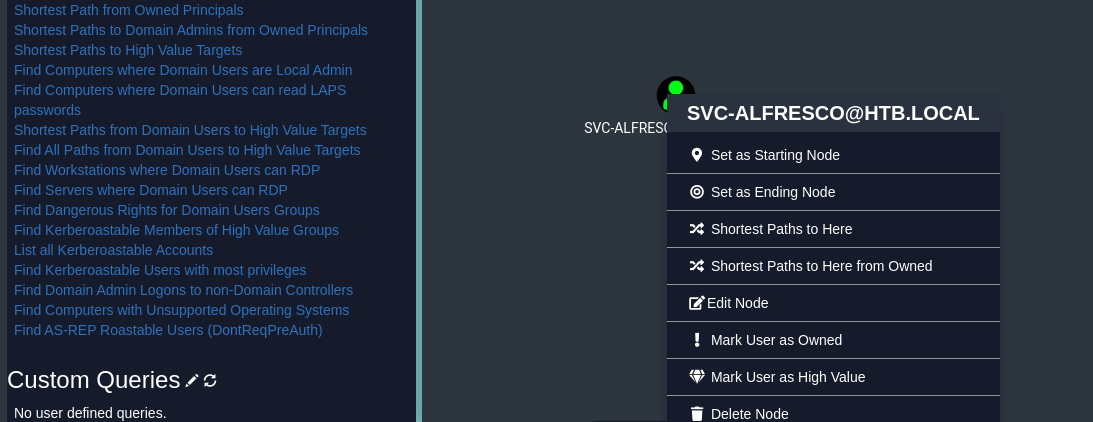 Shortest Path from Owned Principals
Shortest Paths to Domain Admins from Owned Principals
Shortest Paths to High Value Targets
Find Computers where Domain Users are Local Admin
Find Computers where Domain Users can read LAPS
passwords
Shortest Paths from Domain Users to High Value Targets
Find All Paths from Domain Users to High Value Targets
Find Workstations where Domain Users can RDP
Find Servers where Domain Users can RDP
Find Dangerous Rights for Domain Users Groups
Find Kerberoastable Members of High Value Groups
List all Kerberoastable Accounts
Find Kerberoastable Users with most privileges
Find Domain Admin Logons to non-Domain Controllers
Find Computers with Unsupported Operating Systems
Find AS-REP Roastable Users (DontReqPreAuth)
Custom Queries
No user defined queries.
SVC-ALFRESC
SVC-ALFRESCO@HTB.LOCAL
Set as Starting Node
Set as Ending Node
Shortest Paths to Here
Shortest Paths to Here from Owned
Edit Node
Mark User as Owned
Mark User as High Value
Delete Node